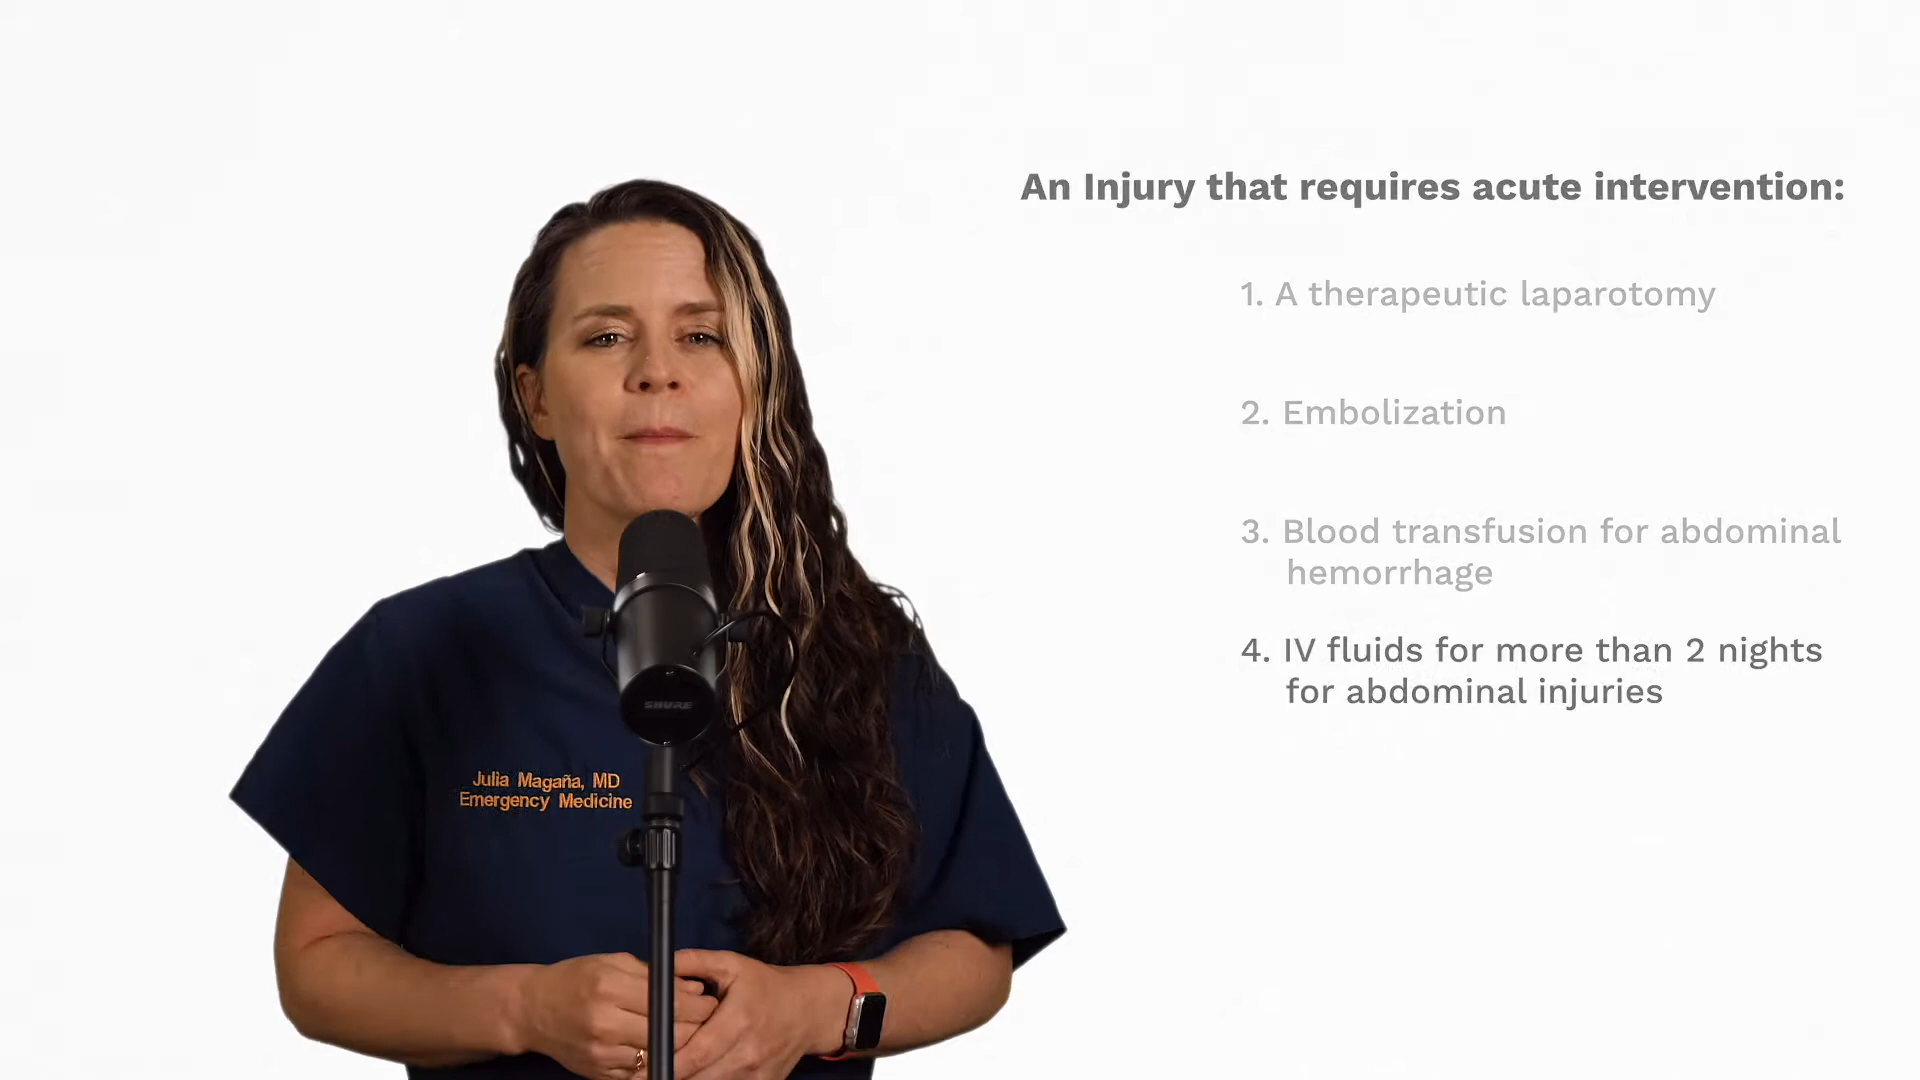 An Injury that requires acute intervention:
1. A therapeutic laparotomy
2. Embolization
3. Blood transfusion for abdominal
hemorrhage
4. IV fluids for more than 2 nights
for abdominal injuries
SHURE
Julia Magaña, MD
Emergency Medicine